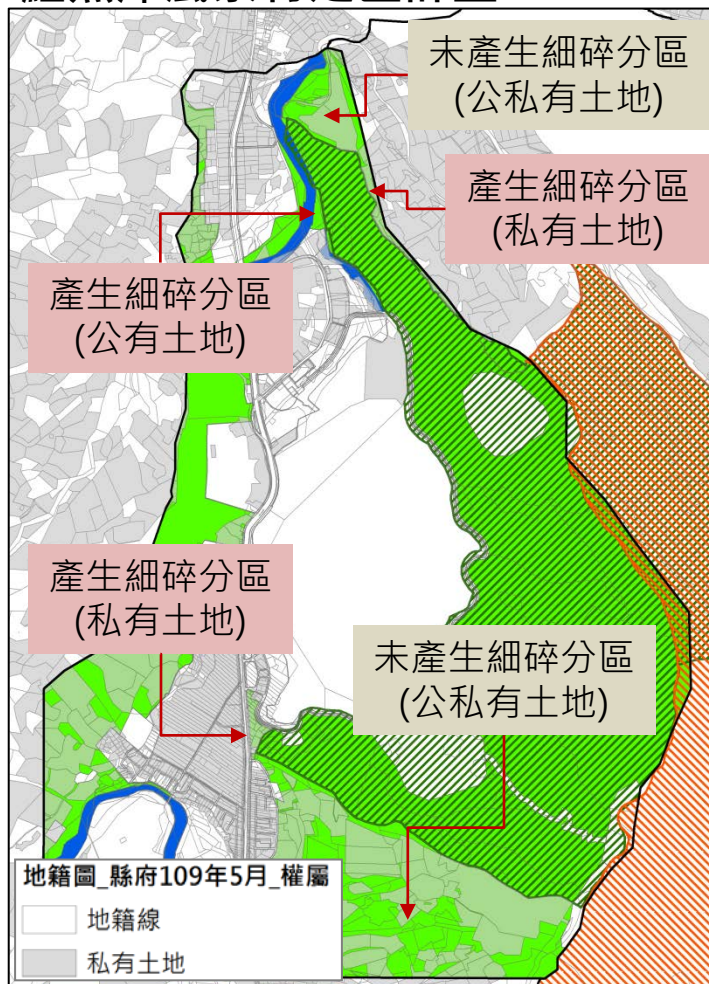 未產生細碎分區
(公私有土地)
產生細碎分區
(私有土地)
產生細碎分區
(公有土地)
產生細碎分區
(私有土地)
未產生細碎分區
(公私有土地)
地籍圖_縣府109年5月_權屬
地籍線
私有土地